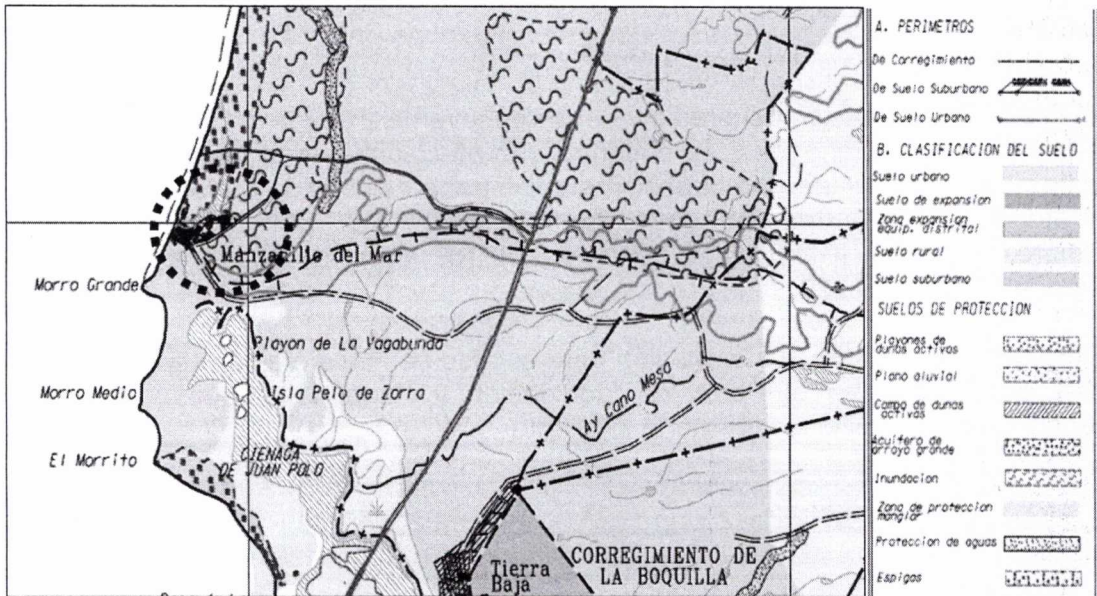 Manzanillo del Mar
Morro Grande
Playon de La Vagabunda
Morro Medio
Isla Pelo de Zorra
Ay Cano Mesa
El Morrito
CIENAGA
DE JUAN POLO
Tierra
Baja
CORREGIMIENTO DE
LA BOQUILLA
A. PERIMETROS
De Corregimiento
De Suelo Suburbano
De Suelo Urbano
B. CLASIFICACION DEL SUELO
Suelo urbano
Suelo de expansion
Zona expansion
equip. distrital
Suelo rural
Suelo suburbano
SUELOS DE PROTECCION
Playones de
dunas activas
Plano aluvial
Campo de dunas
activas
Acuifero de
arroyo grande
Inundacion
Zona de proteccion
manglar
Proteccion de aguas
Espigas